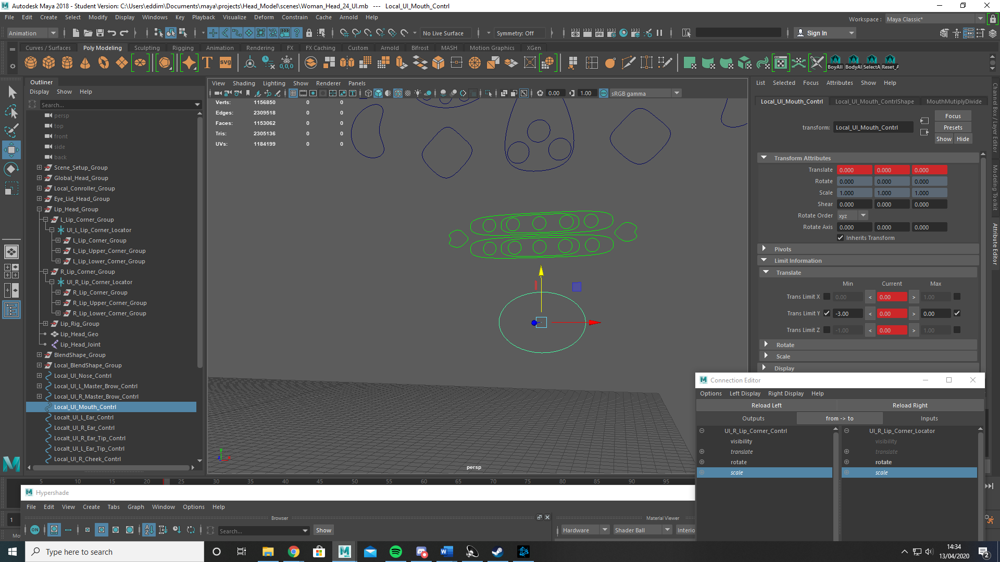 Autodesk Maya 2018 - Student Version: C:\Users\eddim\Documents\maya\projects\Head_Model\scenes\Woman_Head_24_UI.mb --- Local_UI_Mouth_Contrl
File Edit Create Select Modify Display Windows Key Playback Visualize Deform Constrain Cache Arnold Help
Workspace : Maya Classic*
Animation No Live Surface Symmetry: Off Sign In
Curves / Surfaces Poly Modeling Sculpting Rigging Animation Rendering FX FX Caching Custom Arnold Bifrost MASH Motion Graphics XGen
T svg 0,0,0 BoyAll BodyAl SelectA Reset_A
Outliner
Display Show Help
Search...
persp
top
front
side
back
Scene_Setup_Group
Global_Head_Group
Local_Conroller_Group
Eye_Lid_Head_Group
Lip_Head_Group
L_Lip_Corner_Group
UI_L_Lip_Corner_Locator
L_Lip_Corner_Group
L_Lip_Upper_Corner_Group
L_Lip_Lower_Corner_Group
R_Lip_Corner_Group
UI_R_Lip_Corner_Locator
R_Lip_Corner_Group
R_Lip_Upper_Corner_Group
R_Lip_Lower_Corner_Group
Lip_Rig_Group
Lip_Head_Geo
Lip_Head_Joint
BlendShape_Group
Local_BlendShape_Group
Local_UI_Nose_Contrl
Local_UI_L_Master_Brow_Contrl
Local_UI_R_Master_Brow_Contrl
Local_UI_Mouth_Contrl
Localt_UI_L_Ear_Contrl
Localt_UI_R_Ear_Contrl
Localt_UI_R_Ear_Tip_Contrl
Localt_UI_L_Ear_Tip_Contrl
Local_UI_R_Cheek_Contrl
View Shading Lighting Show Renderer Panels
0.00 1.00 sRGB gamma
Verts: 1156850 0 0
Edges: 2309518 0 0
Faces: 1153062 0 0
Tris: 2305136 0 0
UVs: 1184199 0 0
y
persp
List Selected Focus Attributes Show Help
Local_UI_Mouth_Contrl Local_UI_Mouth_ContrlShape MouthMutiplyDivide
transform: Local_UI_Mouth_Contrl
Focus
Presets
Show Hide
Transform Attributes
Translate 0.000 0.000 0.000
Rotate 0.000 0.000 0.000
Scale 1.000 1.000 1.000
Shear 0.000 0.000 0.000
Rotate Order xyz
Rotate Axis 0.000 0.000 0.000
Inherits Transform
Pivots
Limit Information
Translate
Min Current Max
Trans Limit X 0.00 < 0.00 > 1.00
Trans Limit Y -3.00 < 0.00 > 0.00
Trans Limit Z -1.00 < 0.00 > 1.00
Rotate
Scale
Display
Channel Box / Layer Editor
Modeling Toolkit
Attribute Editor
Connection Editor
Options Left Display Right Display Help
Reload Left Reload Right
Outputs from -> to Inputs
UI_R_Lip_Corner_Contrl UI_R_Lip_Corner_Locator
visibility visibility
translate translate
rotate rotate
scale scale
5 10 15 20 25 30 35 40 45 50 55 60 65 70 75 80 85 90 95
1
Hypershade
File Edit View Create Tabs Graph Window Options Help
Browser Material Viewer
ON Search... Show Hardware Shader Ball Interio
Type here to search
14:34
13/04/2020
2